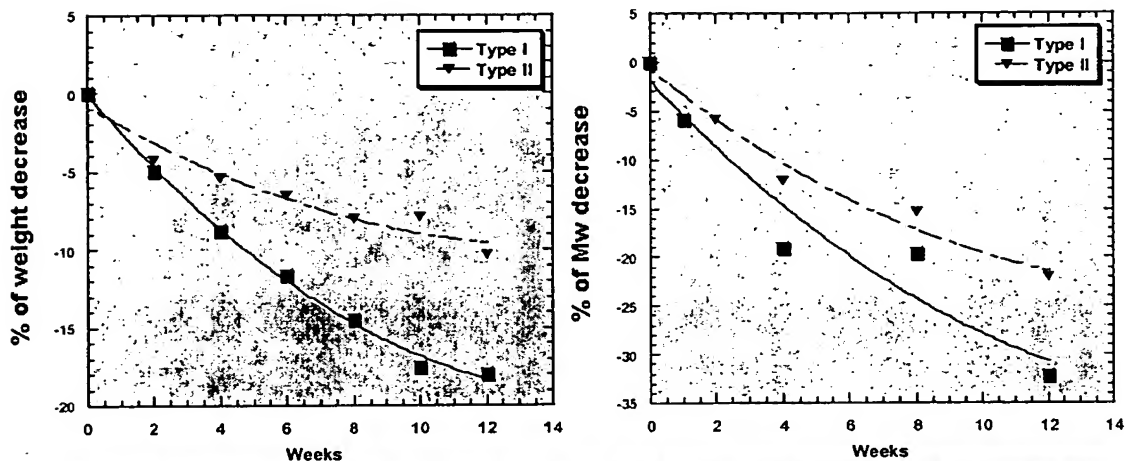 5
0
-5
-10
-15
-20
% of weight decrease
Type I
Type II
0 2 4 6 8 10 12 14
Weeks
5
0
-5
-10
-15
-20
-25
-30
-35
% of Mw decrease
Type I
Type II
0 2 4 6 8 10 12 14
Weeks